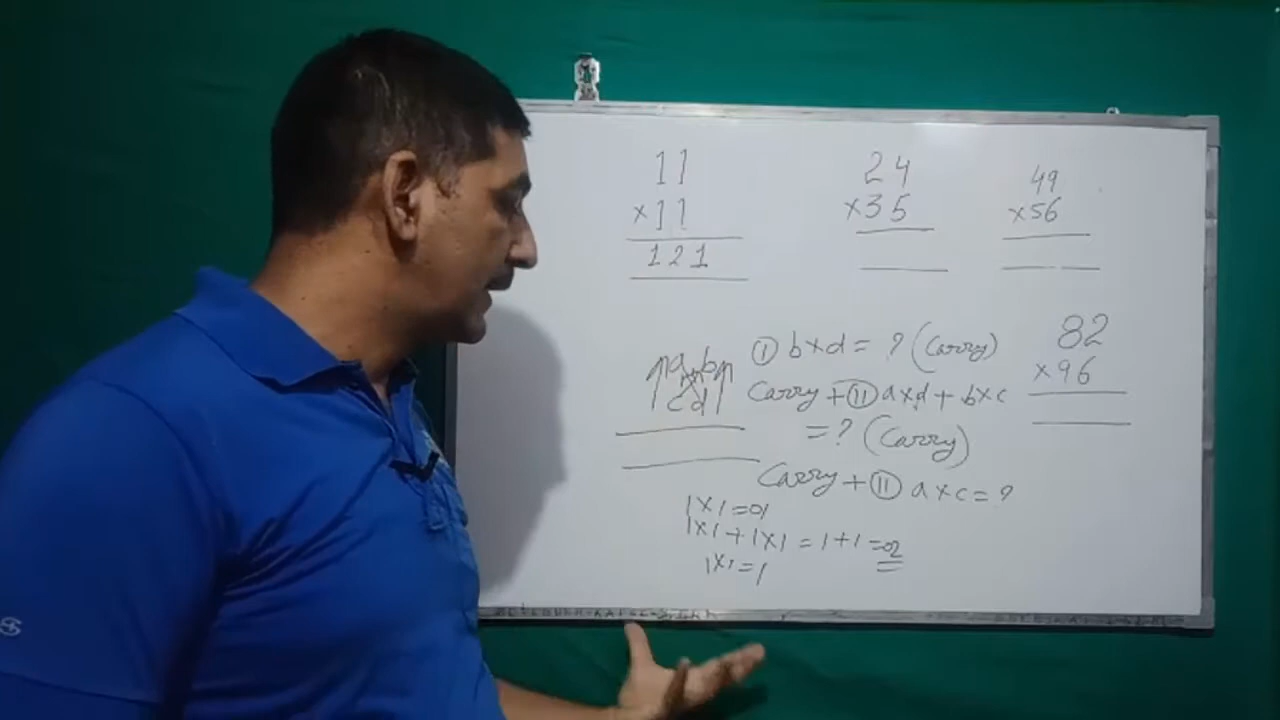 11
×11
121
24
×35
49
×56
82
×96
a b
c d
① b×d = ? (Carry)
Carry + ⑪ a×d + b×c
= ? (Carry)
Carry + ⑪ a×c = ?
1×1=01
1×1+1×1=1+1=02
1×1=1